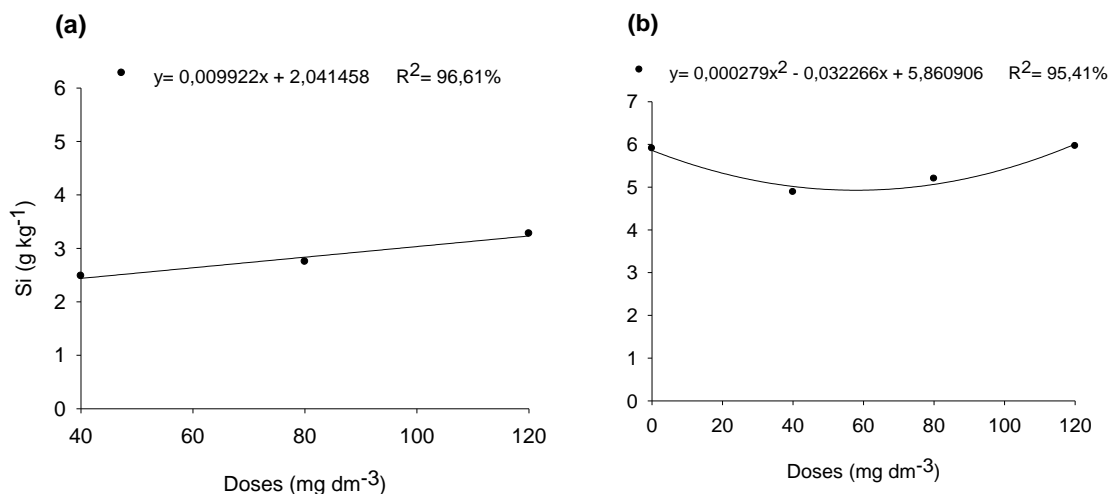 (a)
y= 0,009922x + 2,041458 R²= 96,61%
6
5
4
3
2
1
0
Si (g kg⁻¹)
40 60 80 100 120
Doses (mg dm⁻³)
(b)
y= 0,000279x² - 0,032266x + 5,860906 R²= 95,41%
7
6
5
4
3
2
1
0
0 20 40 60 80 100 120
Doses (mg dm⁻³)